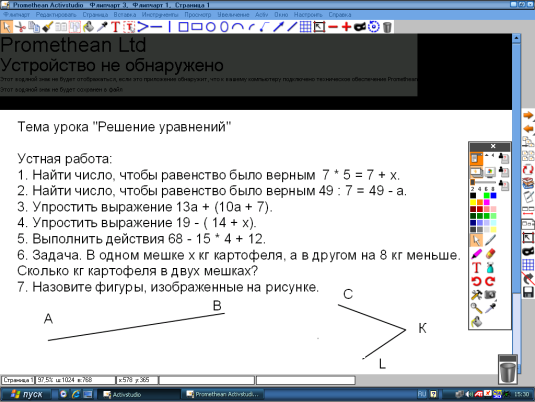 Promethean Activstudio Флипчарт 3, Флипчарт 1, Страница 1
Флипчарт Редактировать Страница Вставка Инструменты Просмотр Увеличение Activ Окно Настроить Справка
Promethean Ltd
Устройство не обнаружено
Этот водяной знак не будет отображаться, если это приложение обнаружит, что к вашему компьютеру подключено техническое обеспечение Promethean
Этот водяной знак не будет сохранен в файл
Тема урока "Решение уравнений"
Устная работа:
1. Найти число, чтобы равенство было верным 7 * 5 = 7 + х.
2. Найти число, чтобы равенство было верным 49 : 7 = 49 - а.
3. Упростить выражение 13а + (10а + 7).
4. Упростить выражение 19 - ( 14 + х).
5. Выполнить действия 68 - 15 * 4 + 12.
6. Задача. В одном мешке х кг картофеля, а в другом на 8 кг меньше.
Сколько кг картофеля в двух мешках?
7. Назовите фигуры, изображенные на рисунке.
А
В
С
К
L
2 4 6 8
Страница 1 97,5% ш:1024 в:768 х:578 у:365
пуск
Activstudio
Promethean Activstudi...
RU
15:30